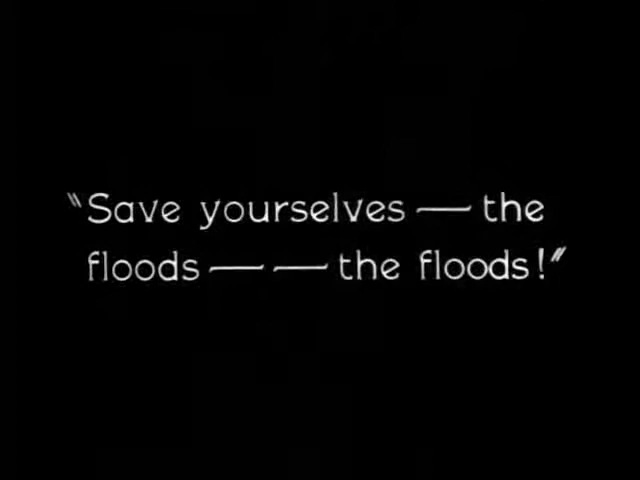 "Save yourselves — the
floods — — the floods!"